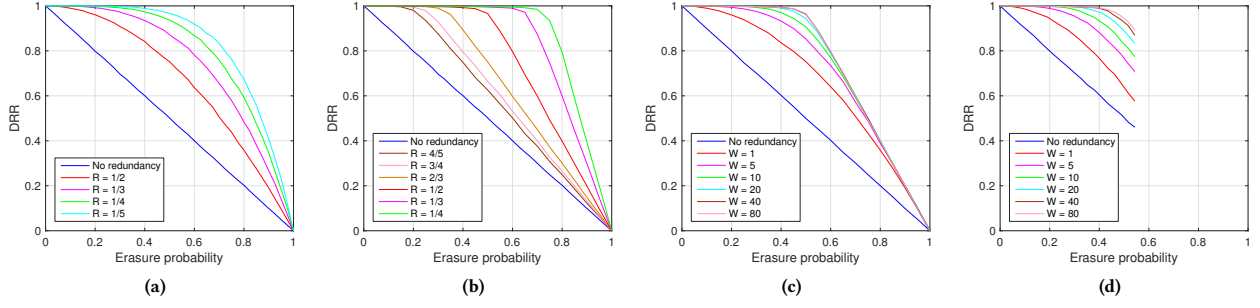 DRR
1
0.8
0.6
0.4
0.2
0
No redundancy
R = 1/2
R = 1/3
R = 1/4
R = 1/5
0 0.2 0.4 0.6 0.8 1
Erasure probability
(a)
DRR
1
0.8
0.6
0.4
0.2
0
No redundancy
R = 4/5
R = 3/4
R = 2/3
R = 1/2
R = 1/3
R = 1/4
0 0.2 0.4 0.6 0.8 1
Erasure probability
(b)
DRR
1
0.8
0.6
0.4
0.2
0
No redundancy
W = 1
W = 5
W = 10
W = 20
W = 40
W = 80
0 0.2 0.4 0.6 0.8 1
Erasure probability
(c)
DRR
1
0.8
0.6
0.4
0.2
0
No redundancy
W = 1
W = 5
W = 10
W = 20
W = 40
W = 80
0 0.2 0.4 0.6 0.8 1
Erasure probability
(d)